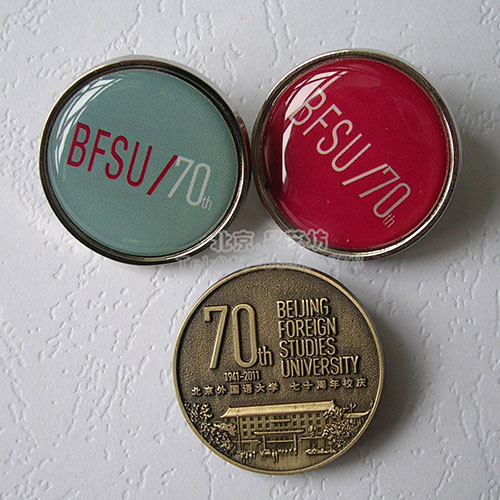 BFSU/70th
BFSU/70th
北京
坊
70th
BEIJING
FOREIGN
STUDIES
UNIVERSITY
1941-2011
北京外国语大学 七十周年校庆